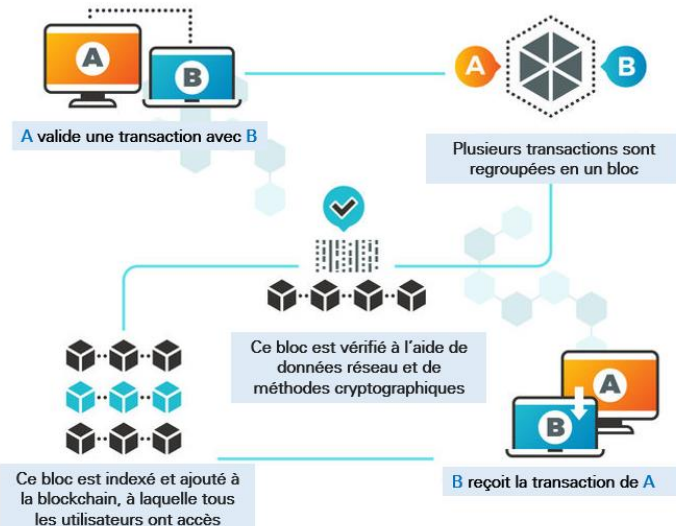 A
B
A valide une transaction avec B
A
B
Plusieurs transactions sont
regroupées en un bloc
Ce bloc est vérifié à l'aide de
données réseau et de
méthodes cryptographiques
Ce bloc est indexé et ajouté à
la blockchain, à laquelle tous
les utilisateurs ont accès
A
B
B reçoit la transaction de A